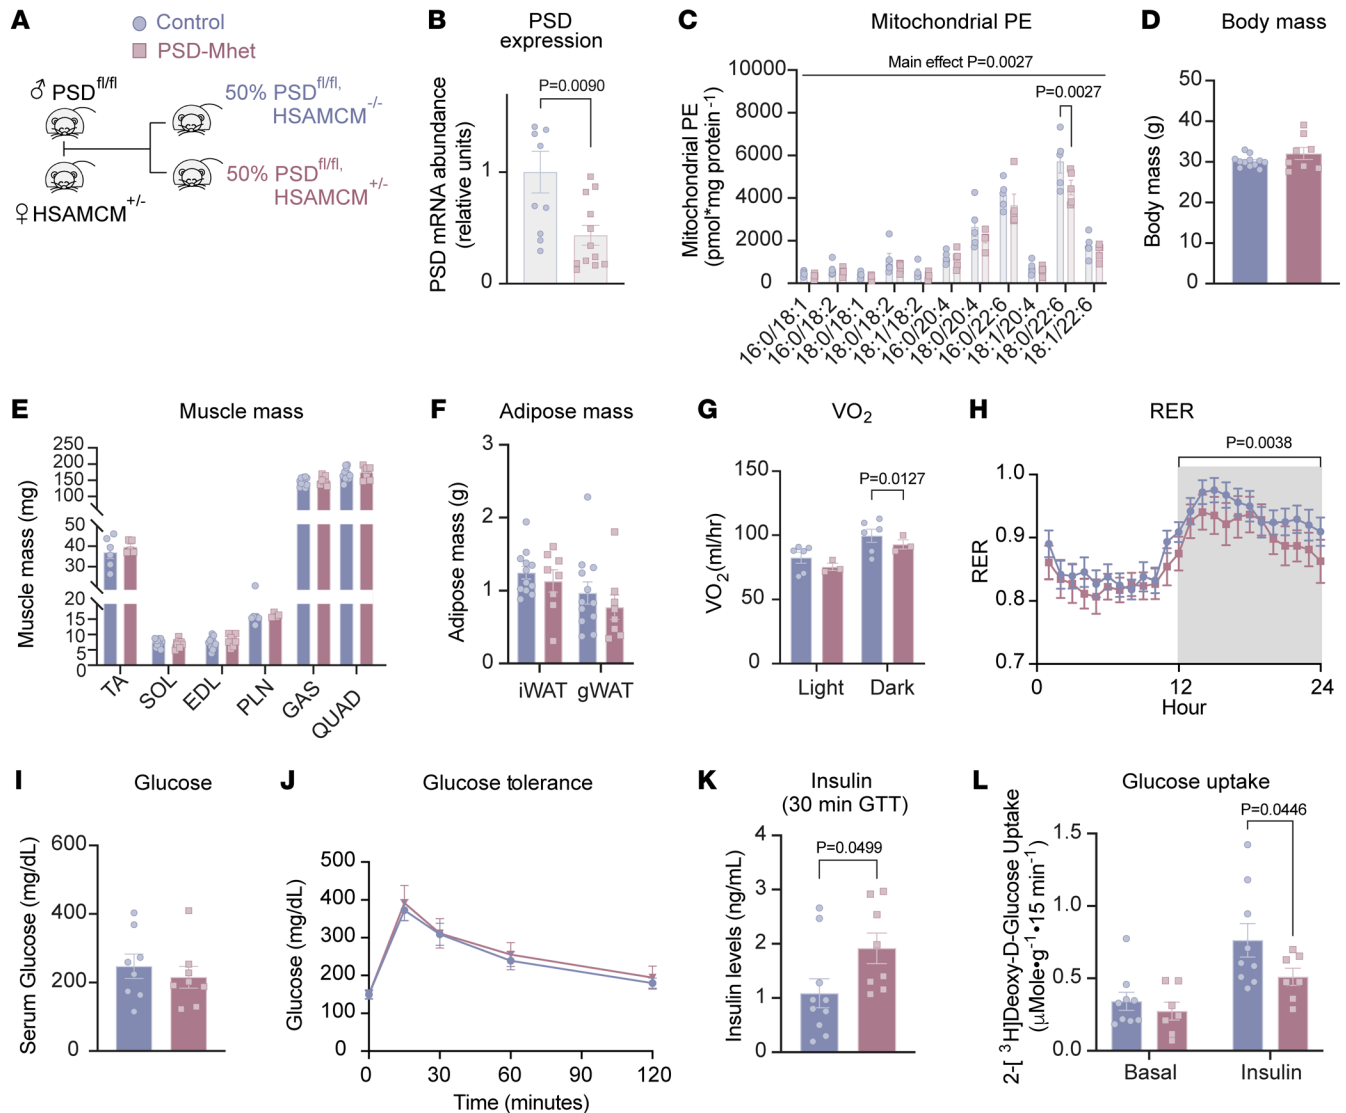 A
Control
PSD-Mhet
♂ PSD^fl/fl
50% PSD^fl/fl,
HSAMCM^-/-
50% PSD^fl/fl,
HSAMCM^+/-
♀ HSAMCM^+/-
B
PSD
expression
P=0.0090
PSD mRNA abundance
(relative units)
1
0
C
Mitochondrial PE
Main effect P=0.0027
P=0.0027
Mitochondrial PE
(pmol*mg protein^-1)
10000
8000
6000
4000
2000
0
16:0/18:1
16:0/18:2
18:0/18:1
18:0/18:2
18:1/18:2
16:0/20:4
18:0/20:4
16:0/22:6
18:1/20:4
18:0/22:6
18:1/22:6
D
Body mass
Body mass (g)
50
40
30
20
10
0
E
Muscle mass
Muscle mass (mg)
250
200
150
100
50
40
30
20
15
10
5
0
TA
SOL
EDL
PLN
GAS
QUAD
F
Adipose mass
Adipose mass (g)
3
2
1
0
iWAT
gWAT
G
VO₂
P=0.0127
VO₂(ml/hr)
150
100
50
0
Light
Dark
H
RER
P=0.0038
RER
1.0
0.9
0.8
0.7
0
12
24
Hour
I
Glucose
Serum Glucose (mg/dL)
600
400
200
0
J
Glucose tolerance
Glucose (mg/dL)
500
400
300
200
100
0
0
30
60
90
120
Time (minutes)
K
Insulin
(30 min GTT)
P=0.0499
Insulin levels (ng/mL)
4
3
2
1
0
L
Glucose uptake
P=0.0446
2-[ ³H]Deoxy-D-Glucose Uptake
(μMole•g⁻¹•15 min⁻¹)
1.5
1.0
0.5
0.0
Basal
Insulin